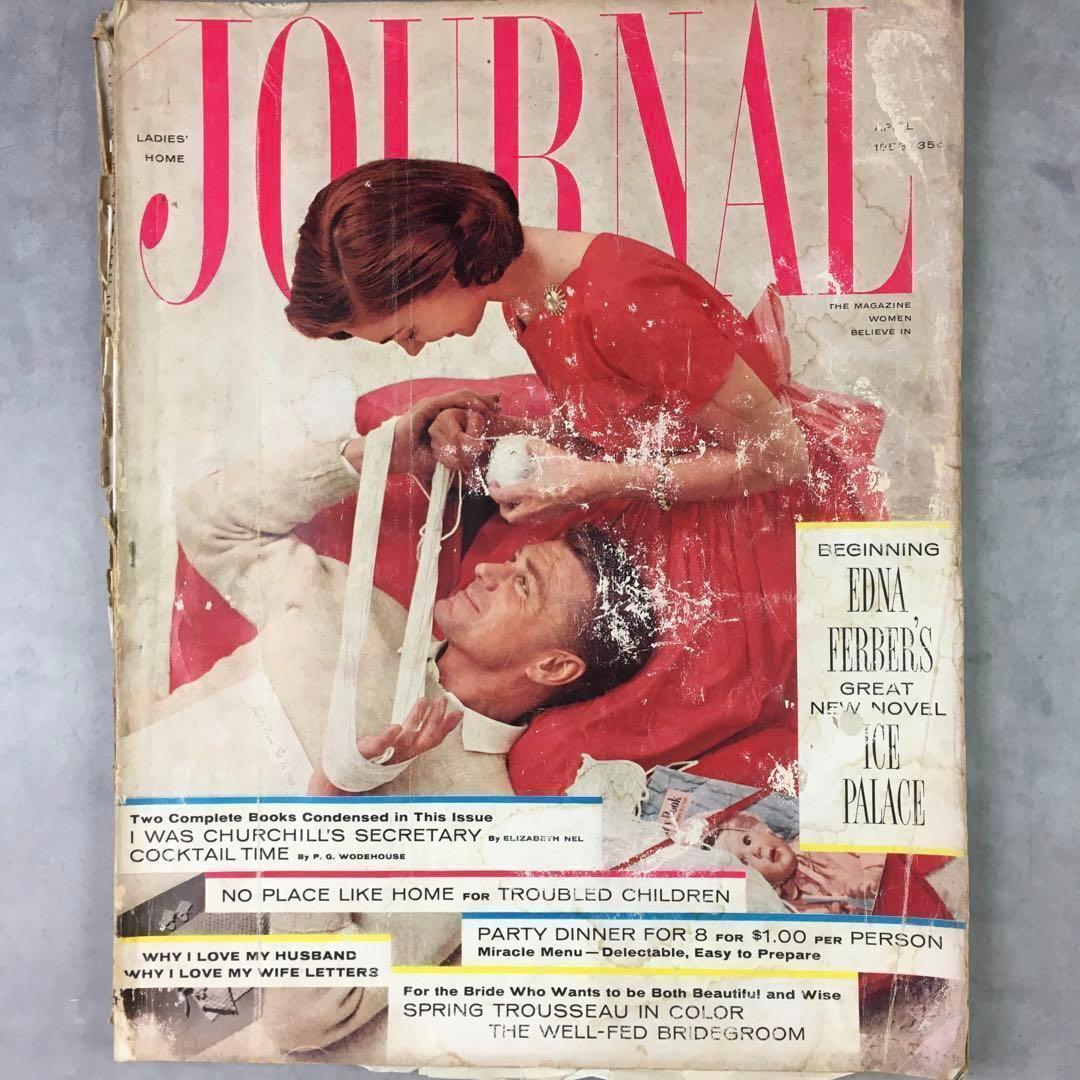 JOURNAL
LADIES'
HOME
APRIL
THE MAGAZINE
WOMEN
BELIEVE IN
BEGINNING
EDNA
FERBER'S
GREAT
NEW NOVEL
ICE
PALACE
Two Complete Books Condensed in This Issue
I WAS CHURCHILL'S SECRETARY By ELIZABETH NEL
COCKTAIL TIME By P. G. WODEHOUSE
NO PLACE LIKE HOME FOR TROUBLED CHILDREN
PARTY DINNER FOR 8 FOR $1.00 PER PERSON
Miracle Menu—Delectable, Easy to Prepare
WHY I LOVE MY HUSBAND
WHY I LOVE MY WIFE LETTERS
For the Bride Who Wants to be Both Beautiful and Wise
SPRING TROUSSEAU IN COLOR
THE WELL-FED BRIDEGROOM